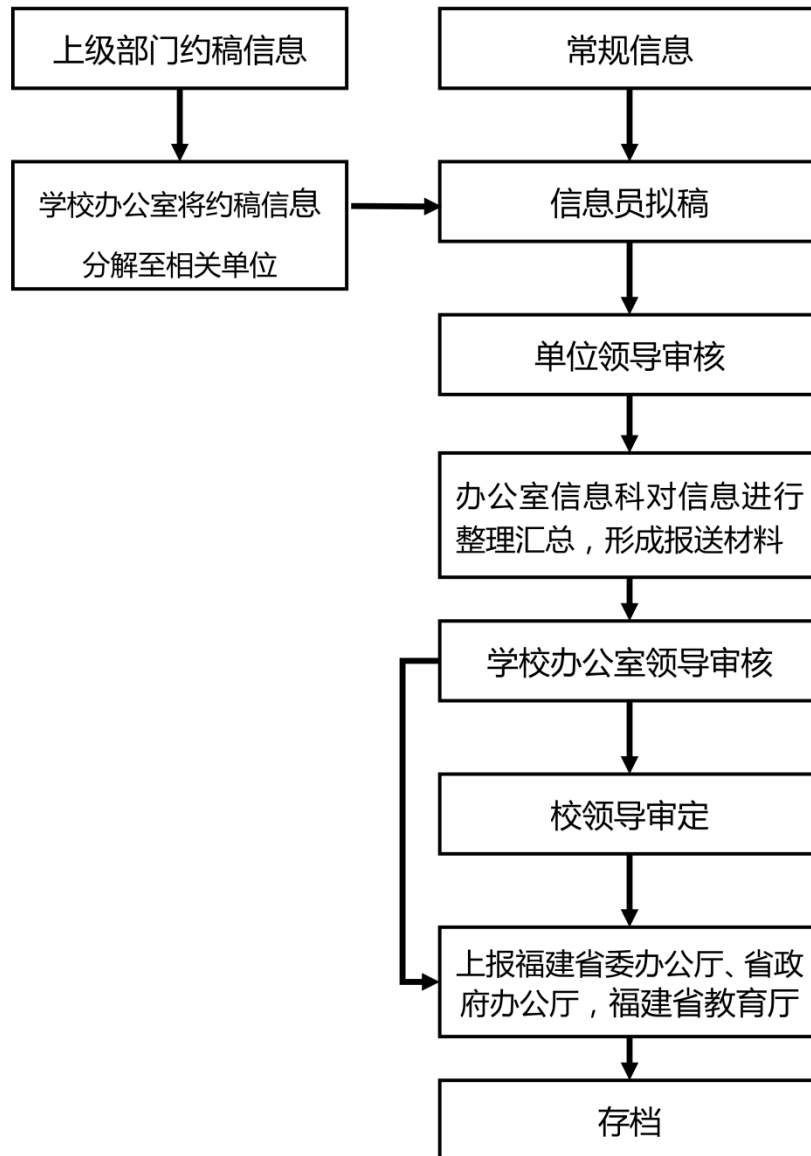 上级部门约稿信息
常规信息
学校办公室将约稿信息
分解至相关单位
信息员拟稿
单位领导审核
办公室信息科对信息进行
整理汇总，形成报送材料
学校办公室领导审核
校领导审定
上报福建省委办公厅、省政
府办公厅，福建省教育厅
存档